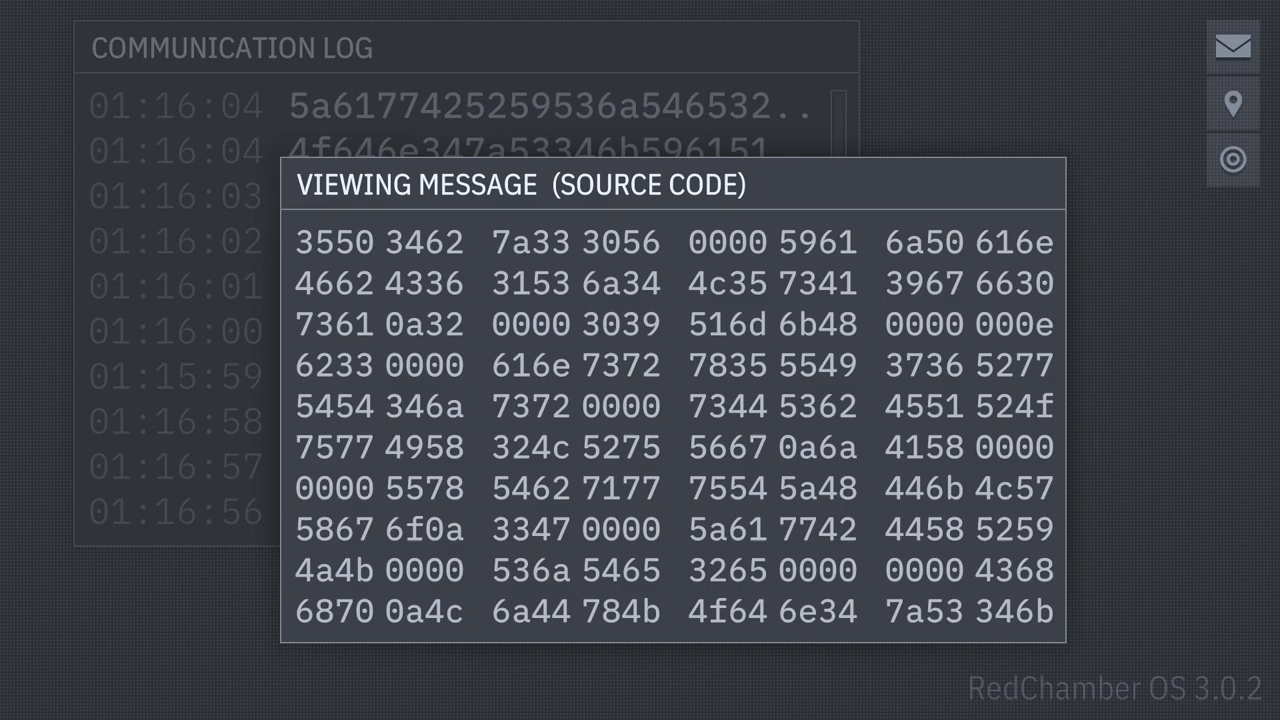 COMMUNICATION LOG
01:16:04 5a6177425259536a546532..
01:16:04 4f646e347a53346b596151
01:16:03
01:16:02
01:16:01
01:16:00
01:15:59
01:16:58
01:16:57
01:16:56
VIEWING MESSAGE (SOURCE CODE)
3550 3462 7a33 3056 0000 5961 6a50 616e
4662 4336 3153 6a34 4c35 7341 3967 6630
7361 0a32 0000 3039 516d 6b48 0000 000e
6233 0000 616e 7372 7835 5549 3736 5277
5454 346a 7372 0000 7344 5362 4551 524f
7577 4958 324c 5275 5667 0a6a 4158 0000
0000 5578 5462 7177 7554 5a48 446b 4c57
5867 6f0a 3347 0000 5a61 7742 4458 5259
4a4b 0000 536a 5465 3265 0000 0000 4368
6870 0a4c 6a44 784b 4f64 6e34 7a53 346b
RedChamber OS 3.0.2